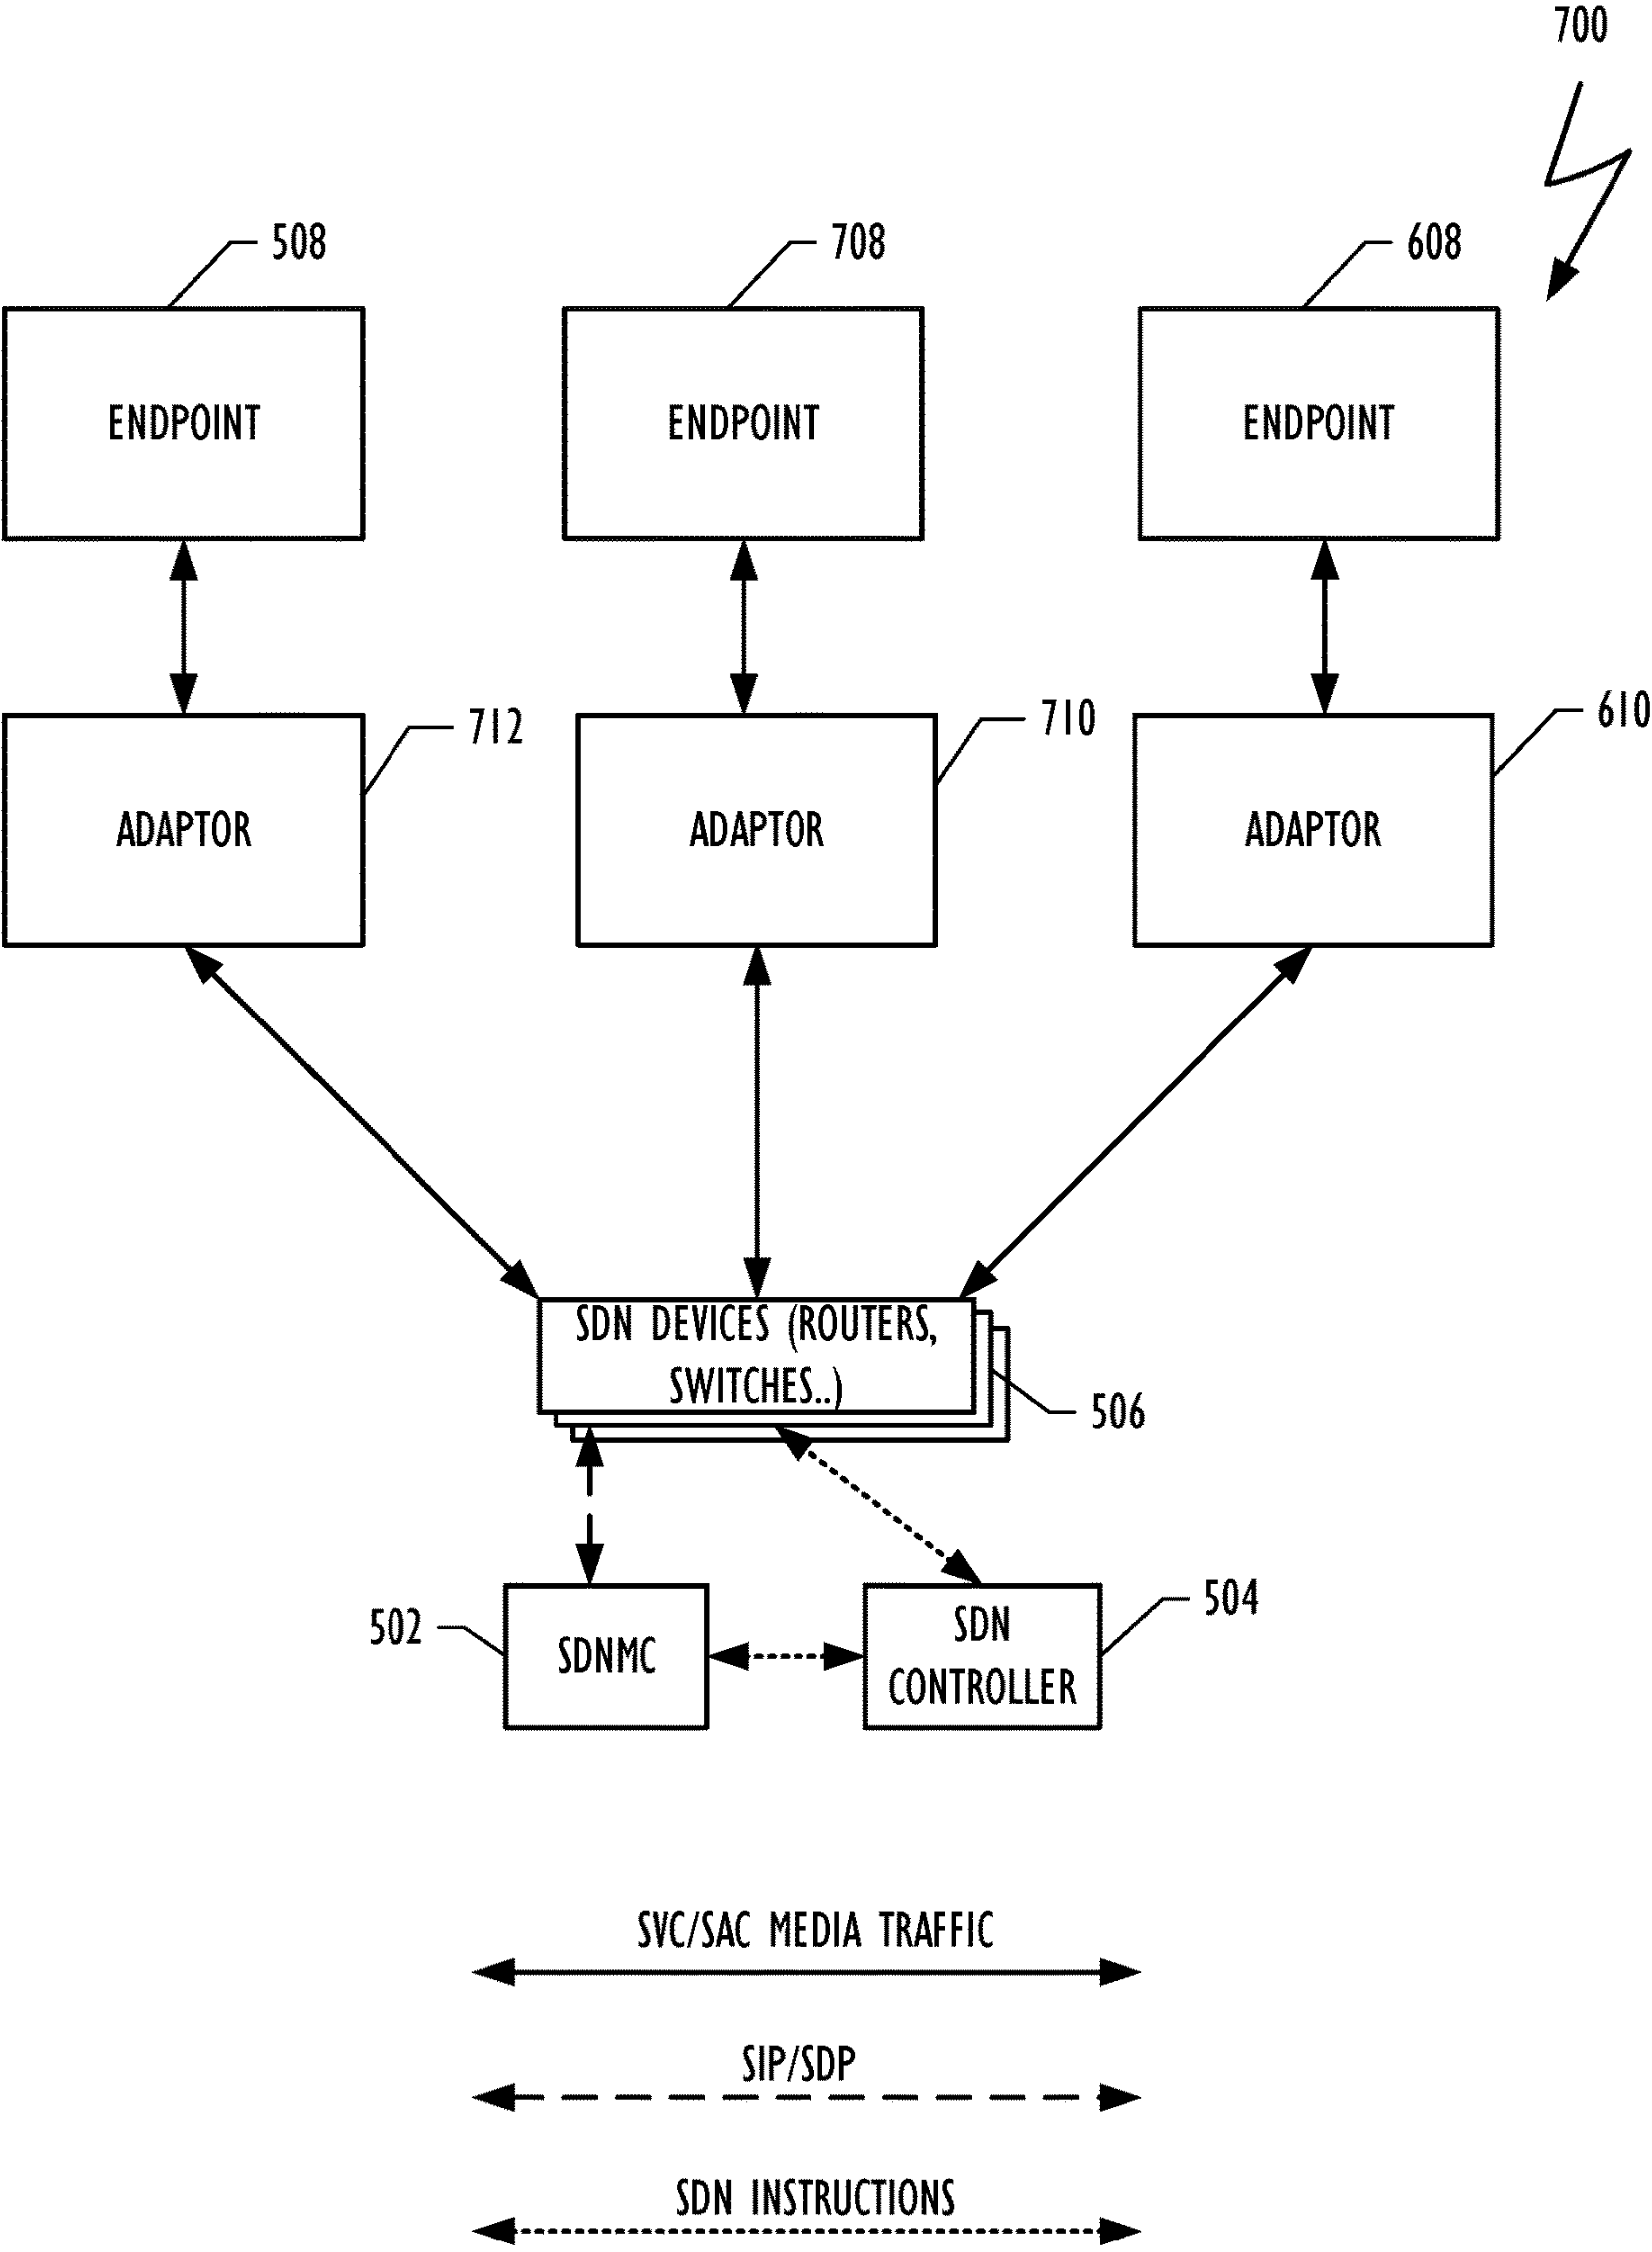 700
508
708
608
ENDPOINT
ENDPOINT
ENDPOINT
712
710
610
ADAPTOR
ADAPTOR
ADAPTOR
SDN DEVICES (ROUTERS,
SWITCHES..)
506
502
SDNMC
SDN
CONTROLLER
504
SVC/SAC MEDIA TRAFFIC
SIP/SDP
SDN INSTRUCTIONS